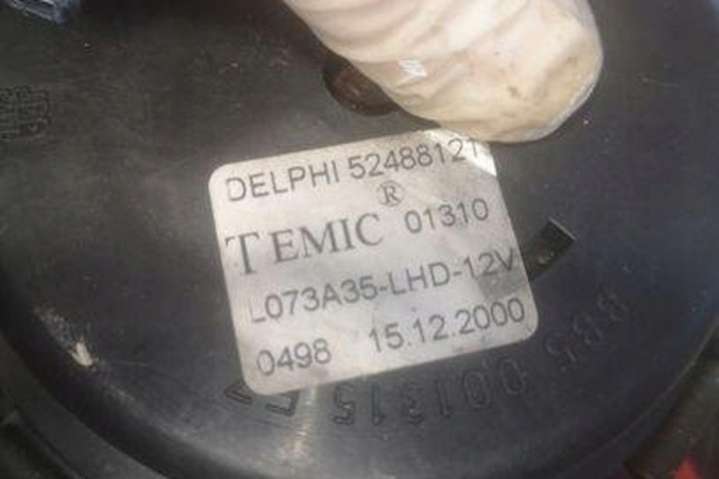 DELPHI 52488121
TEMIC® 01310
L073A35-LHD-12V
0498 15.12.2000